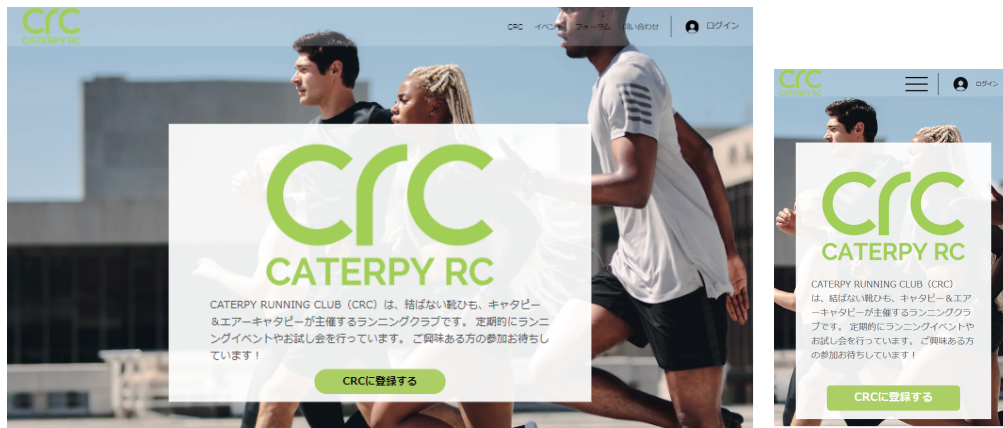 crc
CATERPY RC
CRC イベント フォーラム 問い合わせ ログイン
crc
CATERPY RC
CATERPY RUNNING CLUB（CRC）は、結ばない靴ひも、キャタピー
＆エアーキャタピーが主催するランニングクラブです。 定期的にランニ
ングイベントやお試し会を行っています。 ご興味ある方の参加お待ちし
ています！
CRCに登録する
crc
CATERPY RC
ログイン
crc
CATERPY RC
CATERPY RUNNING CLUB（CRC）
は、結ばない靴ひも、キャタピー＆エア
ーキャタピーが主催するランニングクラ
ブです。 定期的にランニングイベントや
お試し会を行っています。 ご興味ある方
の参加お待ちしています！
CRCに登録する